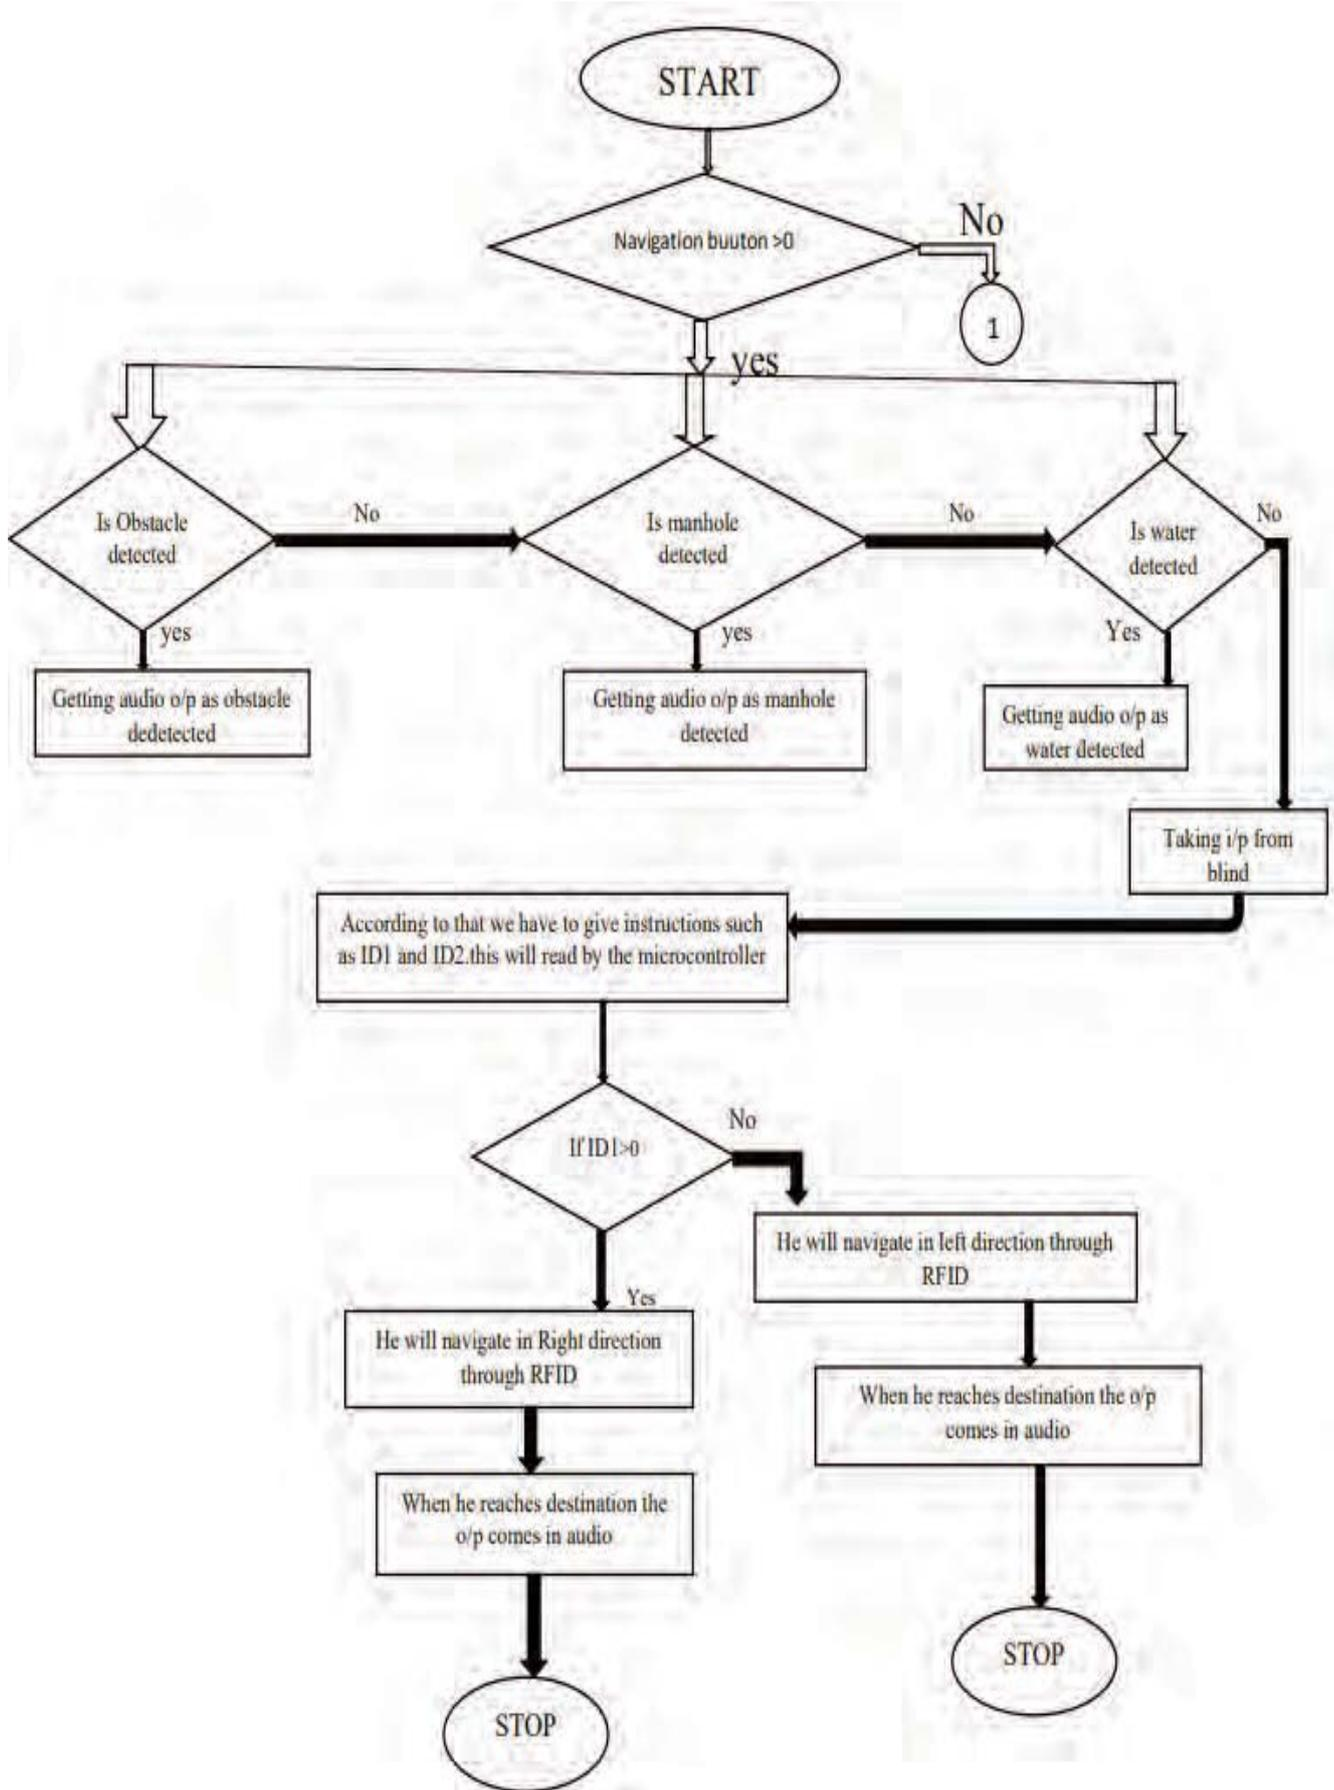 START
Navigation buuton >0
No
1
yes
Is Obstacle
detected
No
Is manhole
detected
No
Is water
detected
No
yes
yes
Yes
Getting audio o/p as obstacle
dedetected
Getting audio o/p as manhole
detected
Getting audio o/p as
water detected
Taking i/p from
blind
According to that we have to give instructions such
as ID1 and ID2.this will read by the microcontroller
If ID1>0
No
He will navigate in left direction through
RFID
Yes
He will navigate in Right direction
through RFID
When he reaches destination the o/p
comes in audio
When he reaches destination the
o/p comes in audio
STOP
STOP